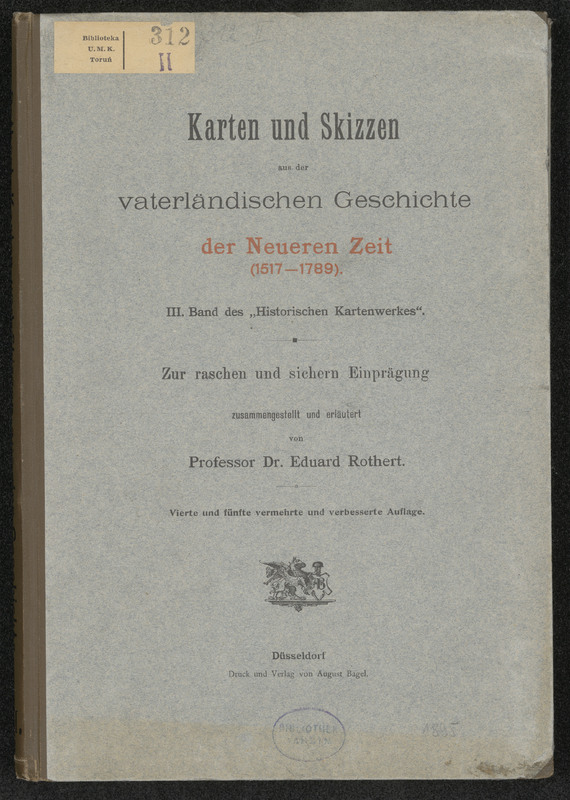 Biblioteka
U. M. K.
Toruń
312
II
Karten und Skizzen
aus der
vaterländischen Geschichte
der Neueren Zeit
(1517—1789).
III. Band des „Historischen Kartenwerkes“.
Zur raschen und sichern Einprägung
zusammengestellt und erläutert
von
Professor Dr. Eduard Rothert.
Vierte und fünfte vermehrte und verbesserte Auflage.
Düsseldorf
Druck und Verlag von August Bagel.
BIBLIOTHEK